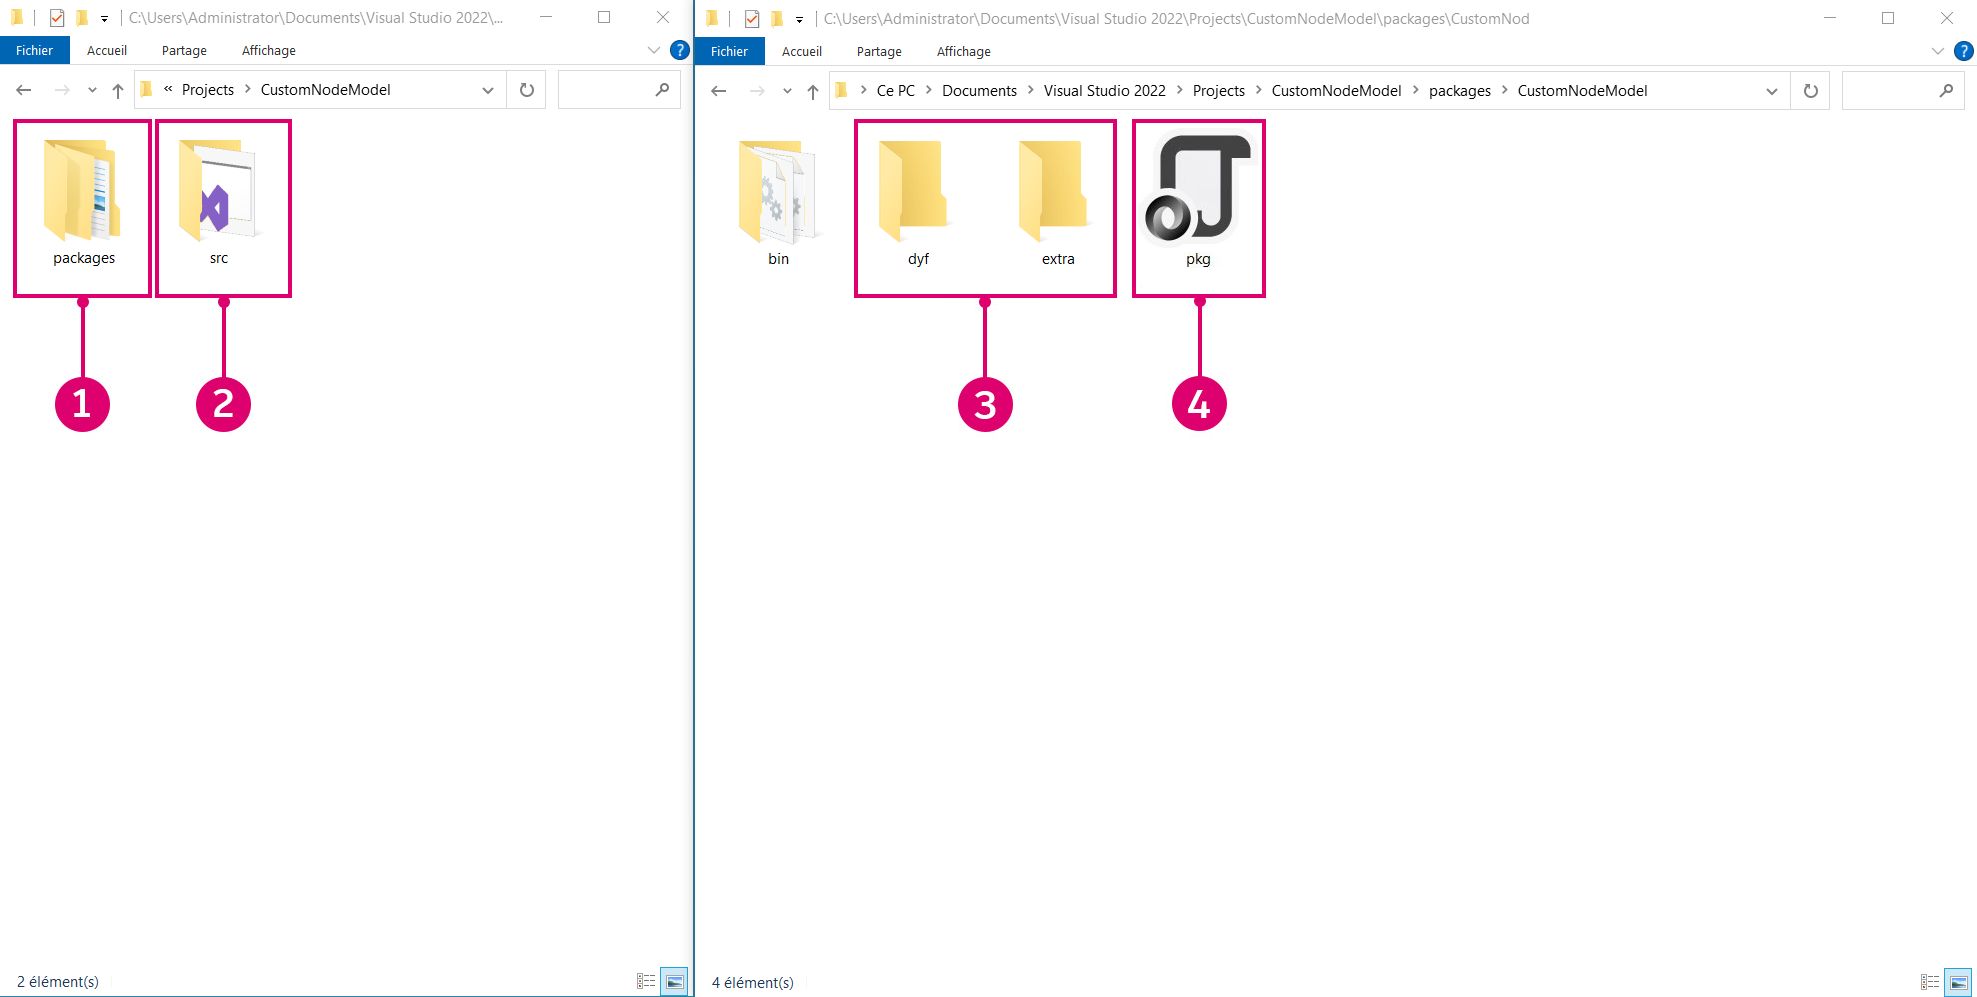 C:\Users\Administrator\Documents\Visual Studio 2022\...
Fichier Accueil Partage Affichage ?
« Projects > CustomNodeModel
packages src
1 2
2 élément(s)
C:\Users\Administrator\Documents\Visual Studio 2022\Projects\CustomNodeModel\packages\CustomNod
Fichier Accueil Partage Affichage ?
> Ce PC > Documents > Visual Studio 2022 > Projects > CustomNodeModel > packages > CustomNodeModel
bin dyf extra pkg
3 4
4 élément(s)